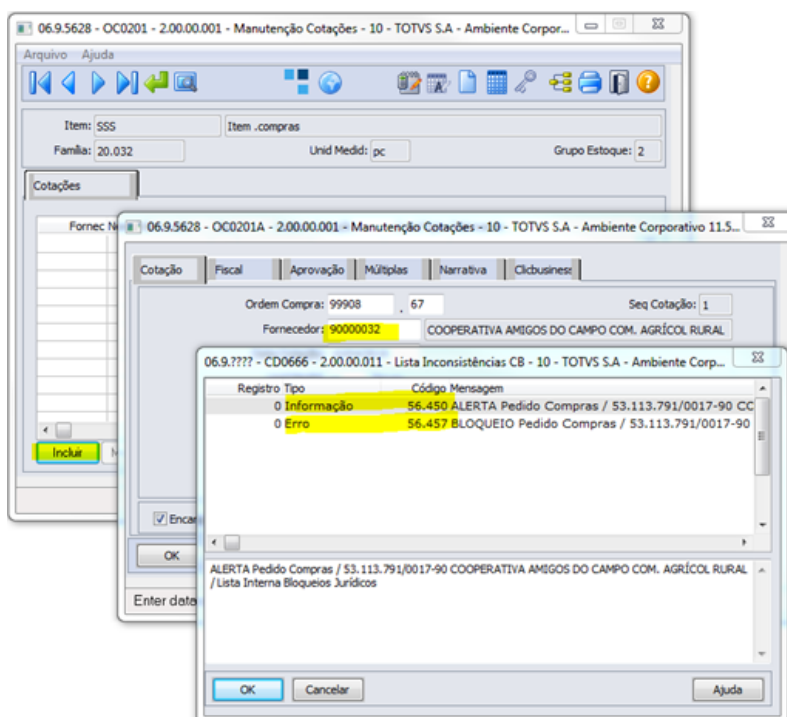 06.9.5628 - OC0201 - 2.00.00.001 - Manutenção Cotações - 10 - TOTVS S.A - Ambiente Corpor...
Arquivo Ajuda
Item: SSS Item .compras
Família: 20.032 Unid Medid: pc Grupo Estoque: 2
Cotações
Fornec
06.9.5628 - OC0201A - 2.00.00.001 - Manutenção Cotações - 10 - TOTVS S.A - Ambiente Corporativo 11.5...
Cotação Fiscal Aprovação Múltiplas Narrativa Clicbusiness
Ordem Compra: 99908 , 67 Seq Cotação: 1
Fornecedor: 90000032 COOPERATIVA AMIGOS DO CAMPO COM. AGRÍCOL RURAL
06.9.???? - CD0666 - 2.00.00.011 - Lista Inconsistências CB - 10 - TOTVS S.A - Ambiente Corp...
Registro Tipo Código Mensagem
0 Informação 56.450 ALERTA Pedido Compras / 53.113.791/0017-90 CC
0 Erro 56.457 BLOQUEIO Pedido Compras / 53.113.791/0017-90
Incluir
Encar
OK
ALERTA Pedido Compras / 53.113.791/0017-90 COOPERATIVA AMIGOS DO CAMPO COM. AGRÍCOL RURAL
/ Lista Interna Bloqueios Jurídicos
Enter data
OK Cancelar Ajuda